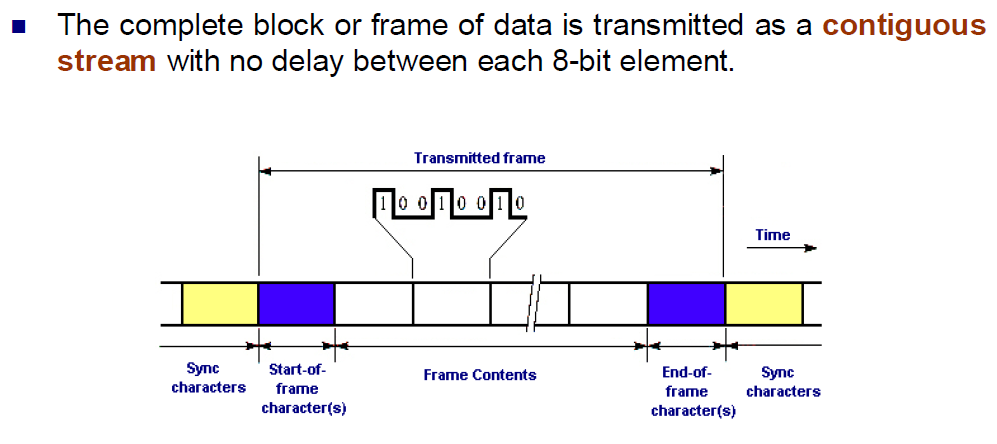 The complete block or frame of data is transmitted as a contiguous
stream with no delay between each 8-bit element.
Transmitted frame
1 0 0 1 0 0 1 0
Time
Sync
characters
Start-of-
frame
character(s)
Frame Contents
End-of-
frame
character(s)
Sync
characters